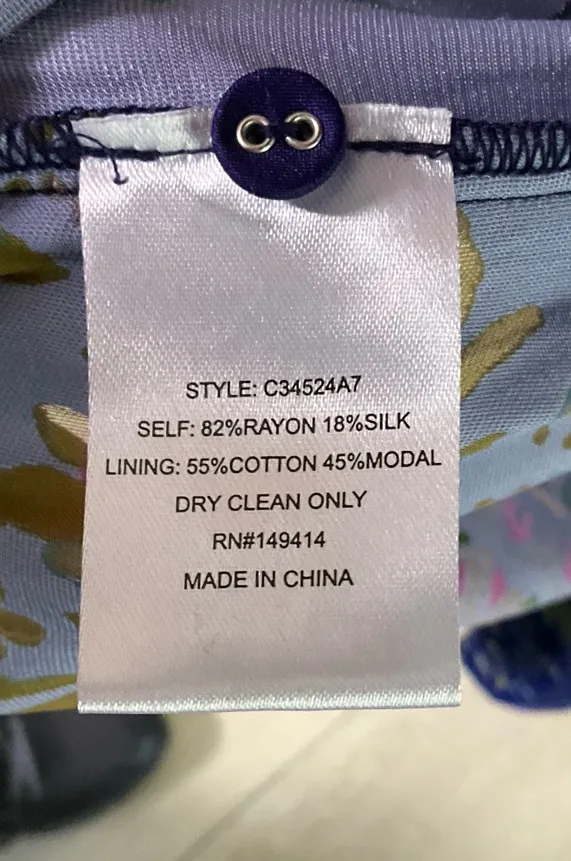 STYLE: C34524A7
SELF: 82%RAYON 18%SILK
LINING: 55%COTTON 45%MODAL
DRY CLEAN ONLY
RN#149414
MADE IN CHINA